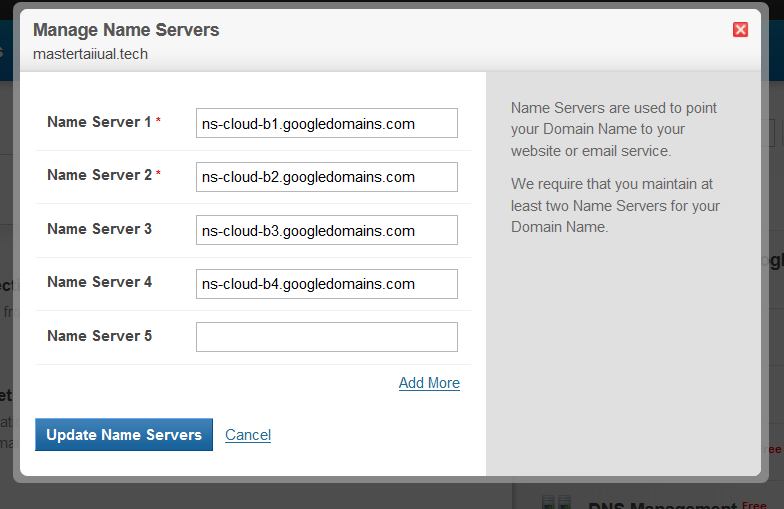 Manage Name Servers
mastertaiiual.tech
Name Server 1 *
ns-cloud-b1.googledomains.com
Name Server 2 *
ns-cloud-b2.googledomains.com
Name Server 3
ns-cloud-b3.googledomains.com
Name Server 4
ns-cloud-b4.googledomains.com
Name Server 5
Add More
Update Name Servers
Cancel
Name Servers are used to point
your Domain Name to your
website or email service.
We require that you maintain at
least two Name Servers for your
Domain Name.
DNS Management Free